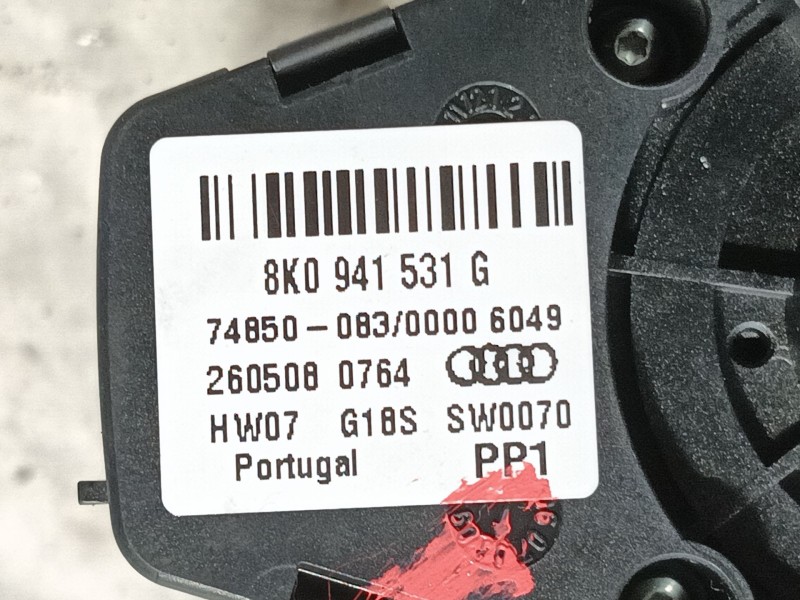 8K0 941 531 G
74850-083/0000 6049
260508 0764
HW07 G18S SW0070
Portugal PP1